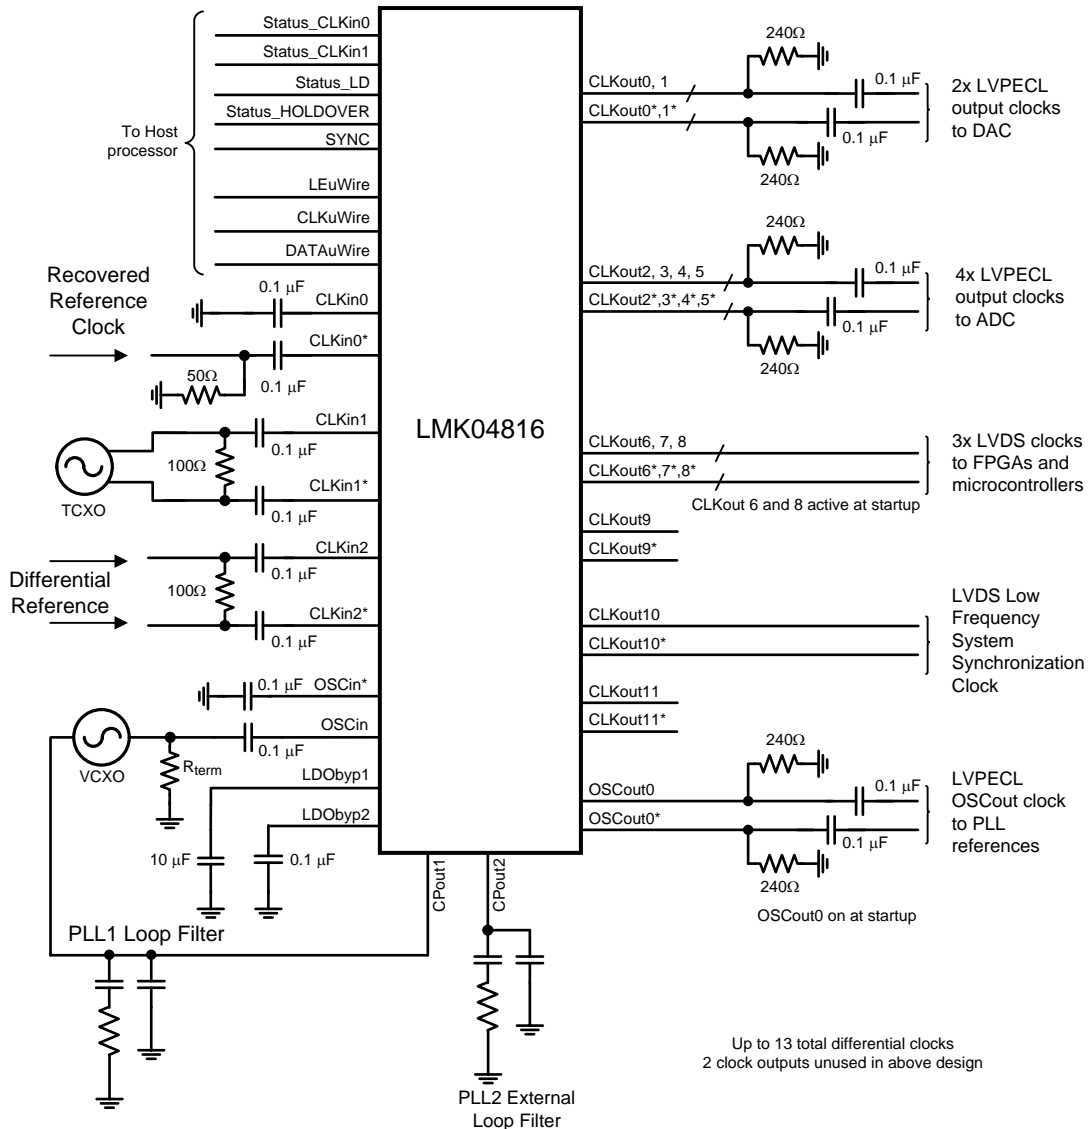 Status_CLKin0
Status_CLKin1
Status_LD
Status_HOLDOVER
SYNC
To Host
processor
LEuWire
CLKuWire
DATAuWire
Recovered
Reference
Clock
0.1 µF
CLKin0
CLKin0*
50Ω
0.1 µF
CLKin1
0.1 µF
100Ω
TCXO
CLKin1*
0.1 µF
CLKin2
0.1 µF
Differential
Reference
100Ω
CLKin2*
0.1 µF
0.1 µF
OSCin*
OSCin
0.1 µF
VCXO
Rterm
LDObyp1
LDObyp2
10 µF
0.1 µF
CPout1
CPout2
PLL1 Loop Filter
PLL2 External
Loop Filter
LMK04816
240Ω
CLKout0, 1
0.1 µF
CLKout0*,1*
0.1 µF
240Ω
2x LVPECL
output clocks
to DAC
240Ω
CLKout2, 3, 4, 5
0.1 µF
CLKout2*,3*,4*,5*
0.1 µF
240Ω
4x LVPECL
output clocks
to ADC
CLKout6, 7, 8
CLKout6*,7*,8*
CLKout 6 and 8 active at startup
3x LVDS clocks
to FPGAs and
microcontrollers
CLKout9
CLKout9*
CLKout10
CLKout10*
LVDS Low
Frequency
System
Synchronization
Clock
CLKout11
CLKout11*
240Ω
OSCout0
0.1 µF
OSCout0*
0.1 µF
240Ω
LVPECL
OSCout clock
to PLL
references
OSCout0 on at startup
Up to 13 total differential clocks
2 clock outputs unused in above design